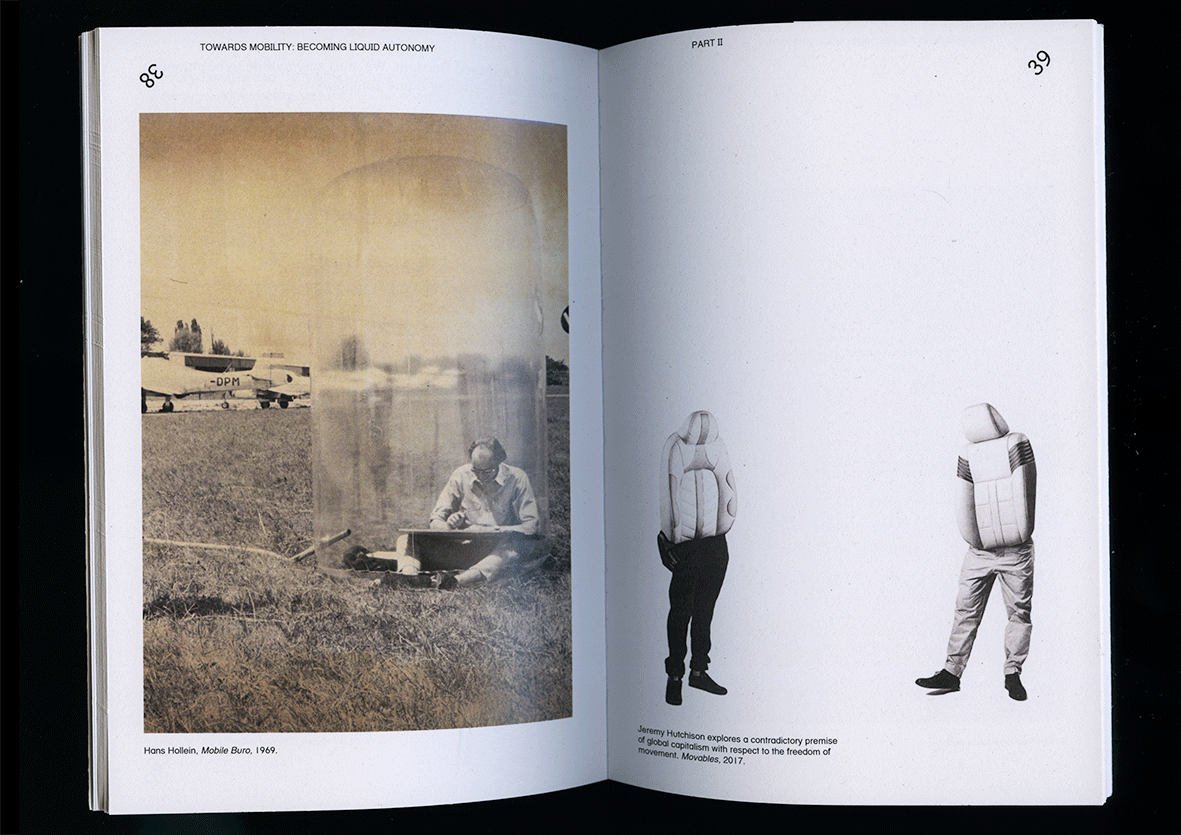 TOWARDS MOBILITY: BECOMING LIQUID AUTONOMY
38
-DPM
Hans Hollein, Mobile Buro, 1969.
PART II
39
Jeremy Hutchison explores a contradictory premise
of global capitalism with respect to the freedom of
movement. Movables, 2017.